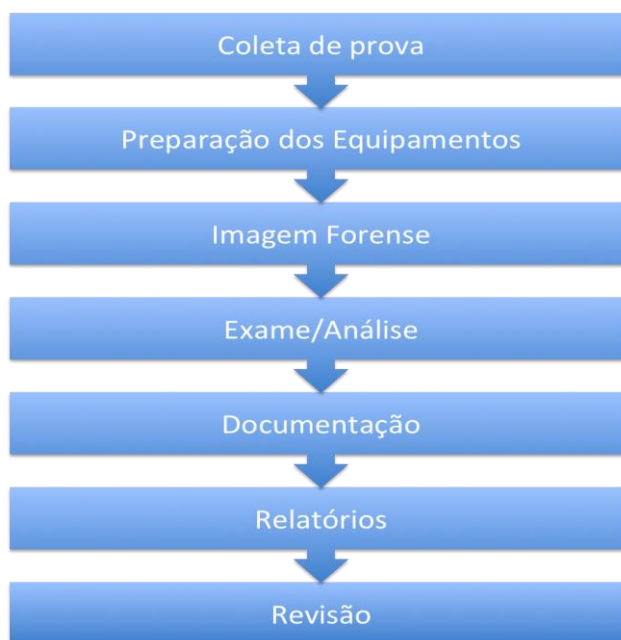 Coleta de prova
Preparação dos Equipamentos
Imagem Forense
Exame/Análise
Documentação
Relatórios
Revisão